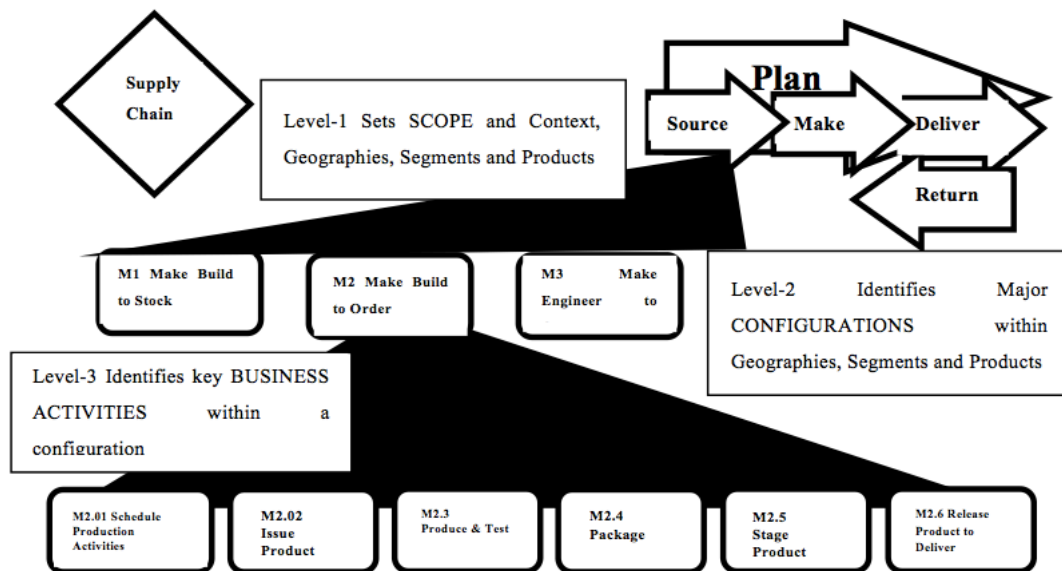 Supply
Chain
Level-1 Sets SCOPE and Context,
Geographies, Segments and Products
Plan
Source
Make
Deliver
Return
M1 Make Build
to Stock
M2 Make Build
to Order
M3 Make
Engineer to
Level-2 Identifies Major
CONFIGURATIONS within
Geographies, Segments and Products
Level-3 Identifies key BUSINESS
ACTIVITIES within a
configuration
M2.01 Schedule
Production
Activities
M2.02
Issue
Product
M2.3
Produce & Test
M2.4
Package
M2.5
Stage
Product
M2.6 Release
Product to
Deliver